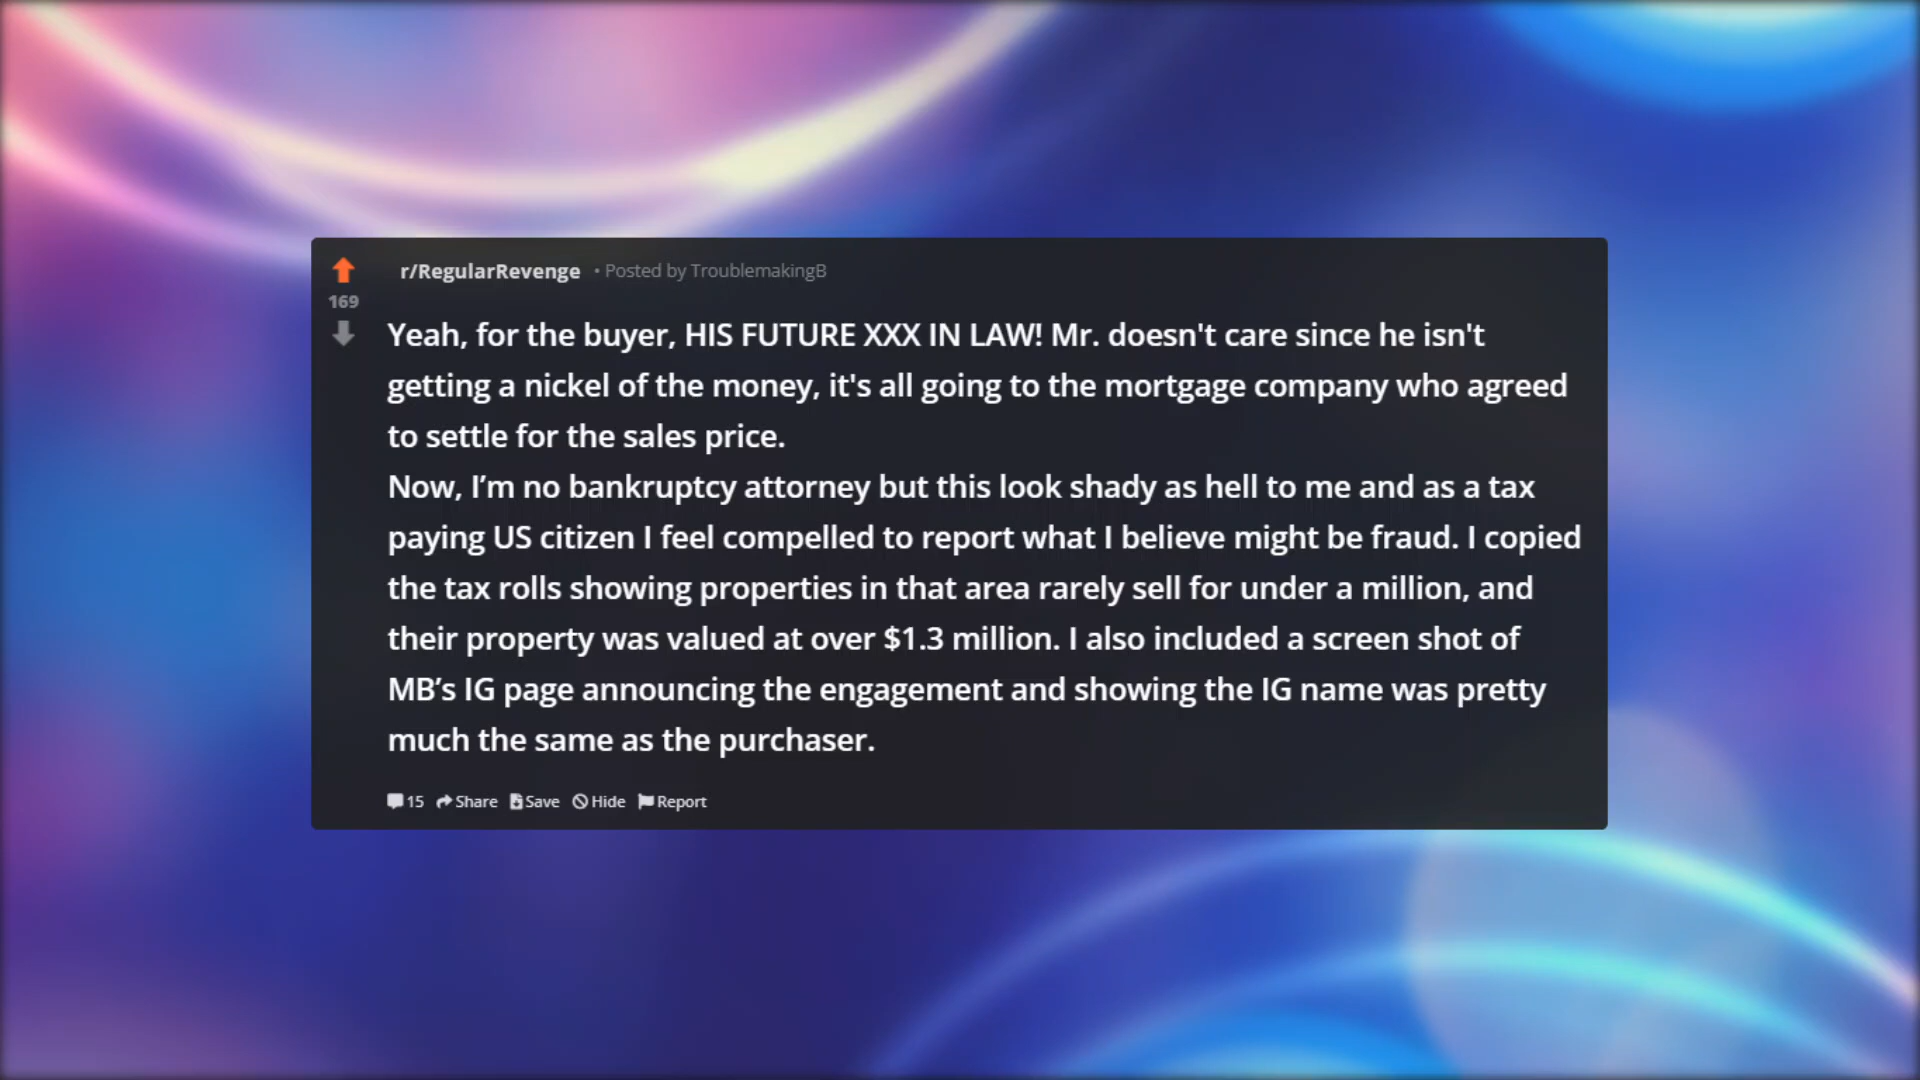 r/RegularRevenge • Posted by TroublemakingB
169
Yeah, for the buyer, HIS FUTURE XXX IN LAW! Mr. doesn't care since he isn't
getting a nickel of the money, it's all going to the mortgage company who agreed
to settle for the sales price.
Now, I’m no bankruptcy attorney but this look shady as hell to me and as a tax
paying US citizen I feel compelled to report what I believe might be fraud. I copied
the tax rolls showing properties in that area rarely sell for under a million, and
their property was valued at over $1.3 million. I also included a screen shot of
MB’s IG page announcing the engagement and showing the IG name was pretty
much the same as the purchaser.
15 Share Save Hide Report